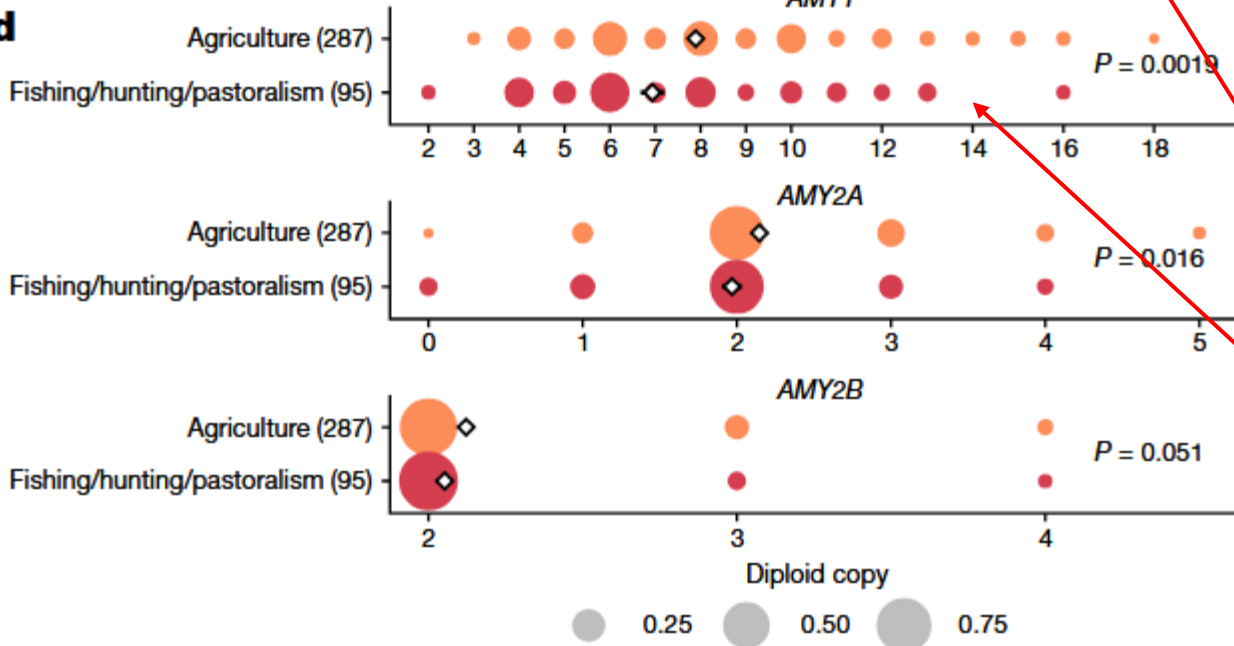 d
AMY1
Agriculture (287)
P = 0.0019
Fishing/hunting/pastoralism (95)
2 3 4 5 6 7 8 9 10 12 14 16 18
AMY2A
Agriculture (287)
P = 0.016
Fishing/hunting/pastoralism (95)
0 1 2 3 4 5
AMY2B
Agriculture (287)
P = 0.051
Fishing/hunting/pastoralism (95)
2 3 4
Diploid copy
0.25 0.50 0.75